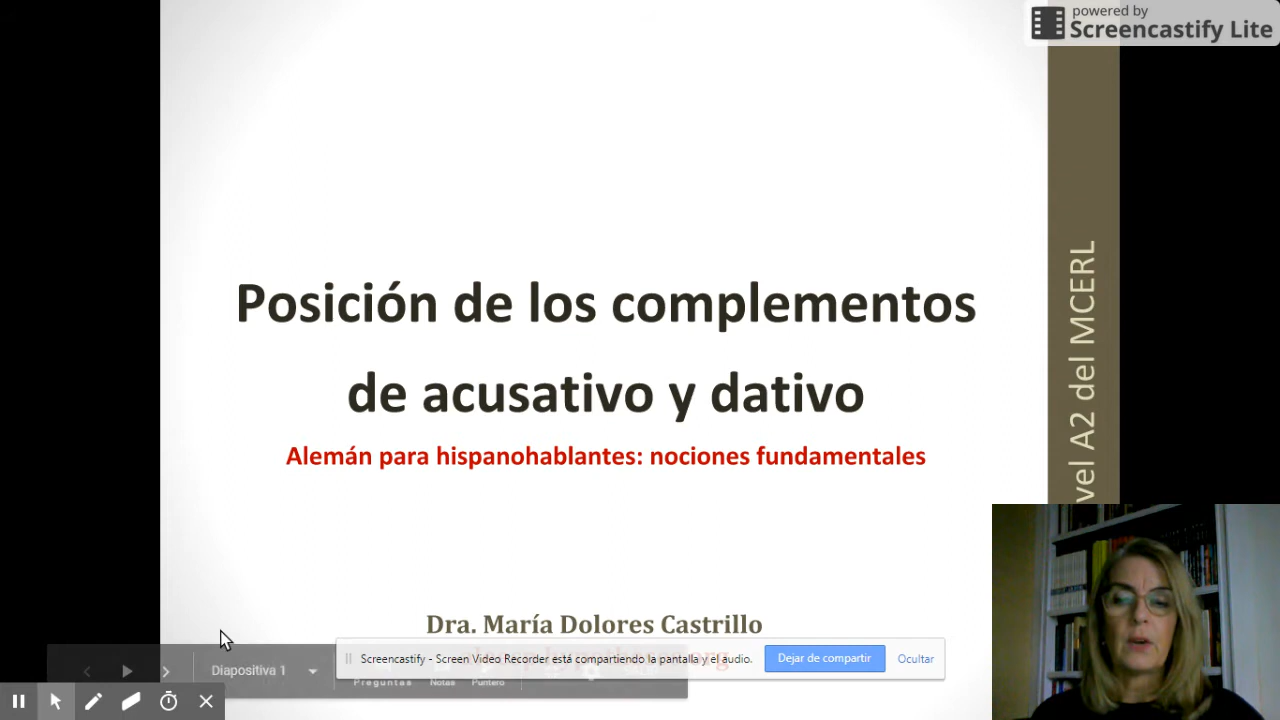 powered by
Screencastify Lite
Posición de los complementos
de acusativo y dativo
Alemán para hispanohablantes: nociones fundamentales
vel A2 del MCERL
Dra. María Dolores Castrillo
Screencastify - Screen Video Recorder está compartiendo la pantalla y el audio.
Dejar de compartir
Ocultar
Diapositiva 1
Preguntas
Notas
Puntero